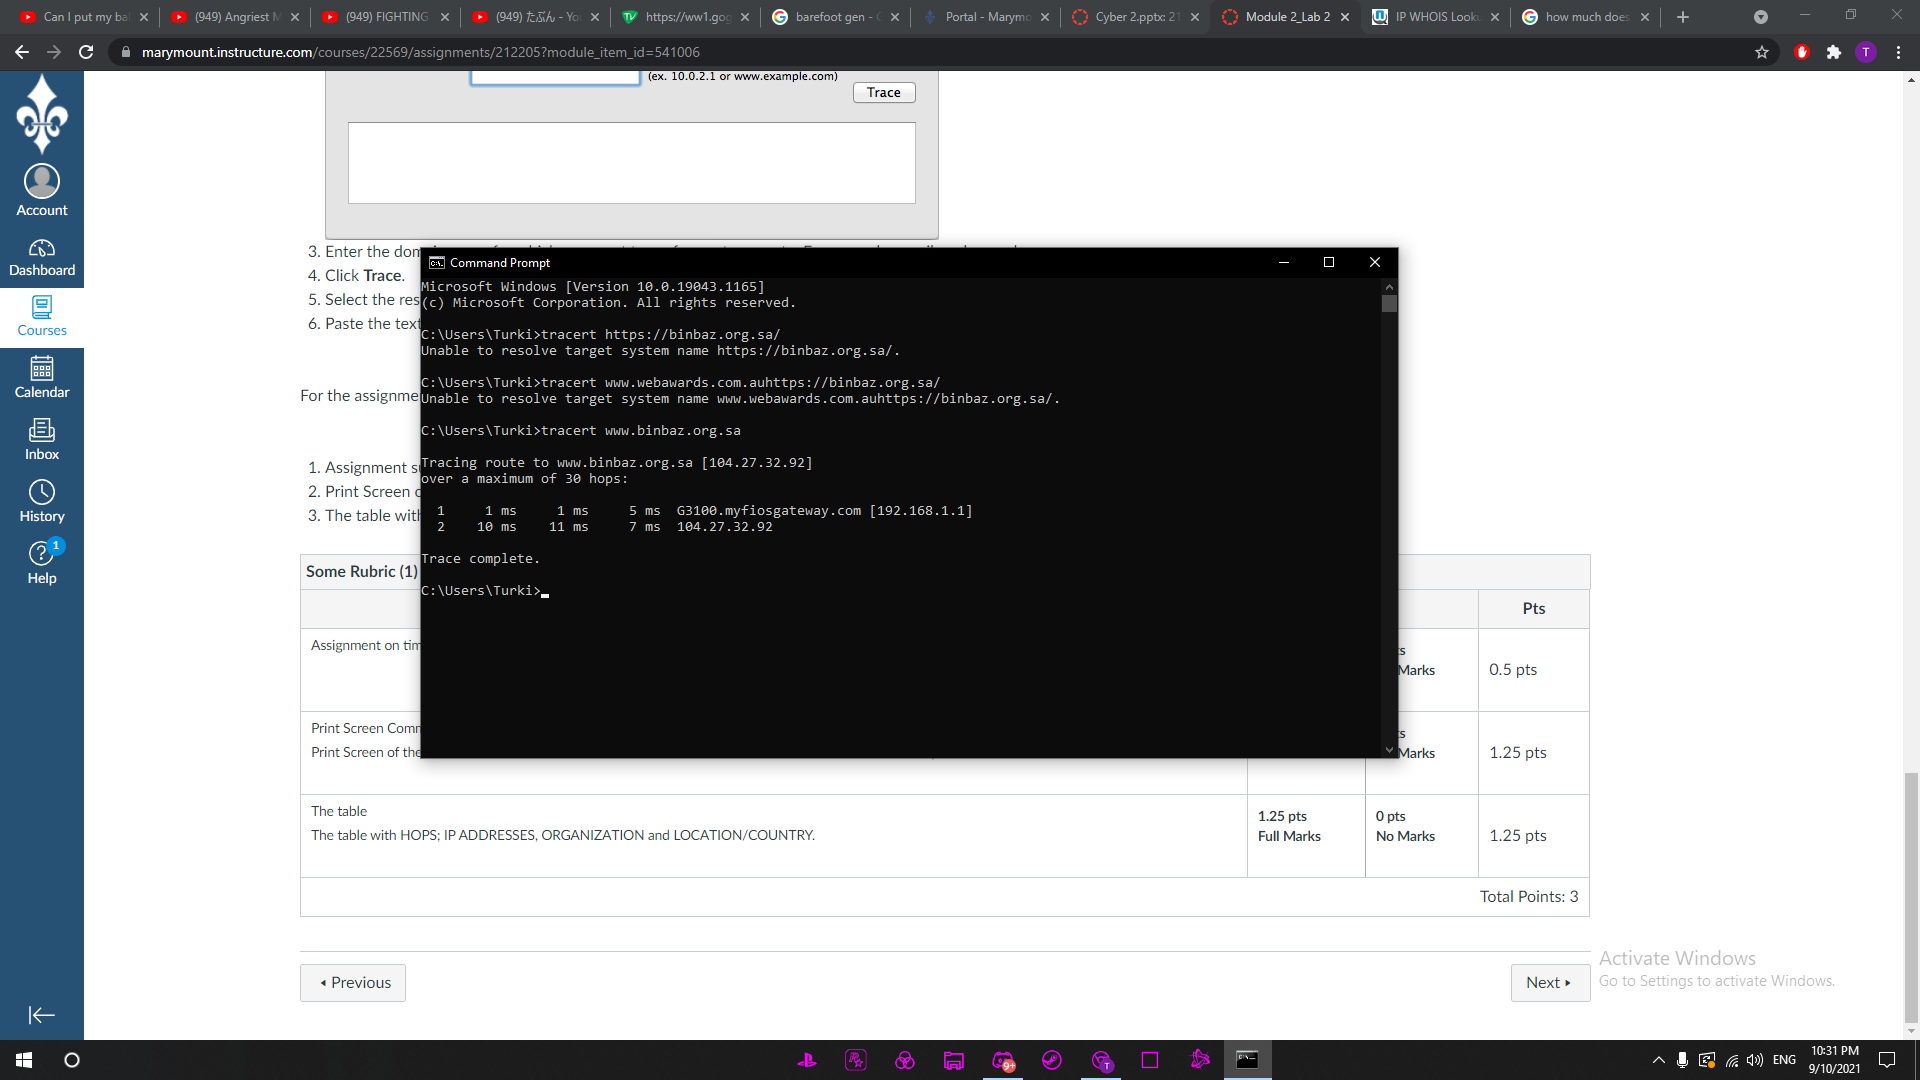 Can I put my ba
(949) Angriest M
(949) FIGHTING
(949) たぶん - Yo
https://ww1.gog
barefoot gen - G
Portal - Marymo
Cyber 2.pptx: 21
Module 2_Lab 2
IP WHOIS Looku
how much does
marymount.instructure.com/courses/22569/assignments/212205?module_item_id=541006
T
(ex. 10.0.2.1 or www.example.com)
Trace
Account
Dashboard
Courses
Calendar
Inbox
History
1
Help
3. Enter the dom
4. Click Trace.
5. Select the res
6. Paste the text
For the assignme
1. Assignment su
2. Print Screen o
3. The table with
Command Prompt
Microsoft Windows [Version 10.0.19043.1165]
(c) Microsoft Corporation. All rights reserved.
C:\Users\Turki>tracert https://binbaz.org.sa/
Unable to resolve target system name https://binbaz.org.sa/.
C:\Users\Turki>tracert www.webawards.com.auhttps://binbaz.org.sa/
Unable to resolve target system name www.webawards.com.auhttps://binbaz.org.sa/.
C:\Users\Turki>tracert www.binbaz.org.sa
Tracing route to www.binbaz.org.sa [104.27.32.92]
over a maximum of 30 hops:
1 1 ms 1 ms 5 ms G3100.myfiosgateway.com [192.168.1.1]
2 10 ms 11 ms 7 ms 104.27.32.92
Trace complete.
C:\Users\Turki>
Some Rubric (1)
Pts
Assignment on tim
ts
Marks
0.5 pts
Print Screen Comm
Print Screen of the
ts
Marks
1.25 pts
The table
The table with HOPS; IP ADDRESSES, ORGANIZATION and LOCATION/COUNTRY.
1.25 pts
Full Marks
0 pts
No Marks
1.25 pts
Total Points: 3
Previous
Next
Activate Windows
Go to Settings to activate Windows.
9+
T
ENG
10:31 PM
9/10/2021